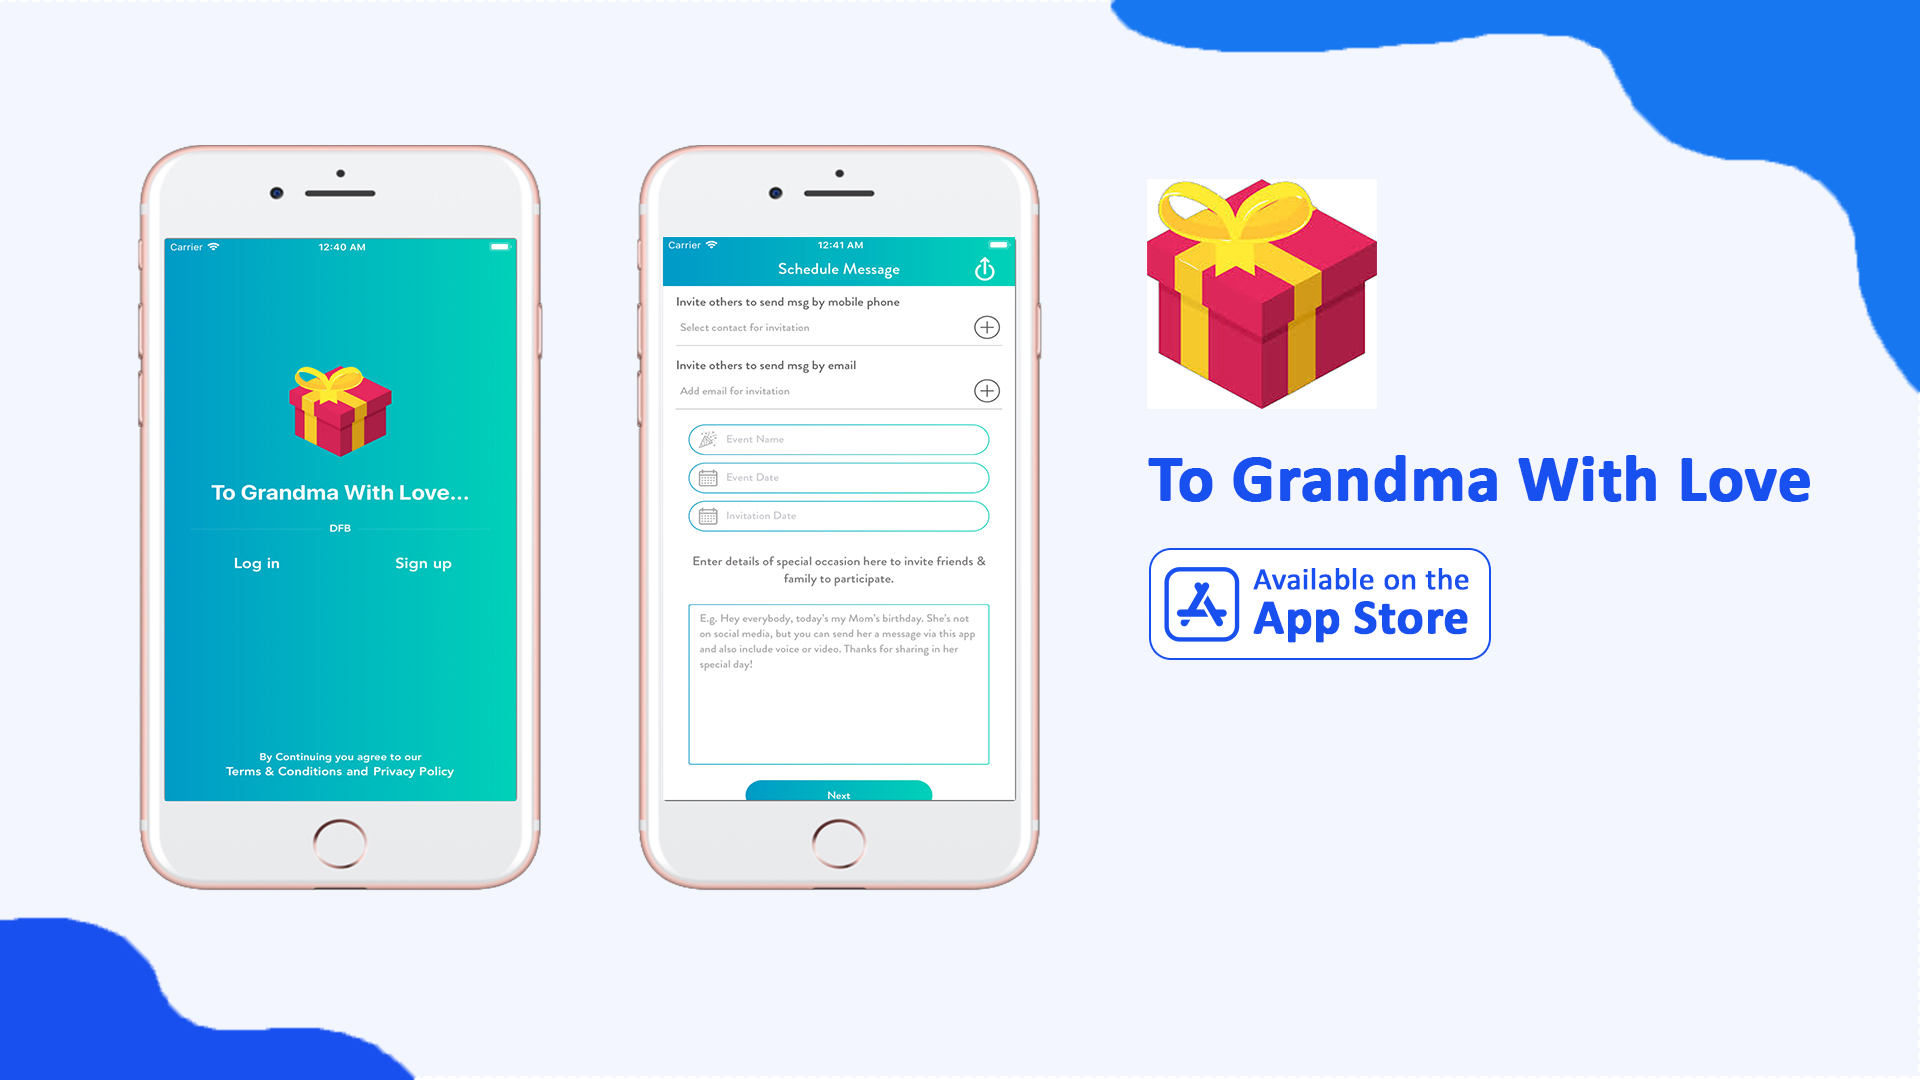 Carrier
12:40 AM
To Grandma With Love...
DFB
Log in
Sign up
By Continuing you agree to our
Terms & Conditions and Privacy Policy
Carrier
12:41 AM
Schedule Message
Invite others to send msg by mobile phone
Select contact for invitation
Invite others to send msg by email
Add email for invitation
Event Name
Event Date
Invitation Date
Enter details of special occasion here to invite friends &
family to participate.
E.g. Hey everybody, today's my Mom's birthday. She's not
on social media, but you can send her a message via this app
and also include voice or video. Thanks for sharing in her
special day!
Next
To Grandma With Love
Available on the
App Store